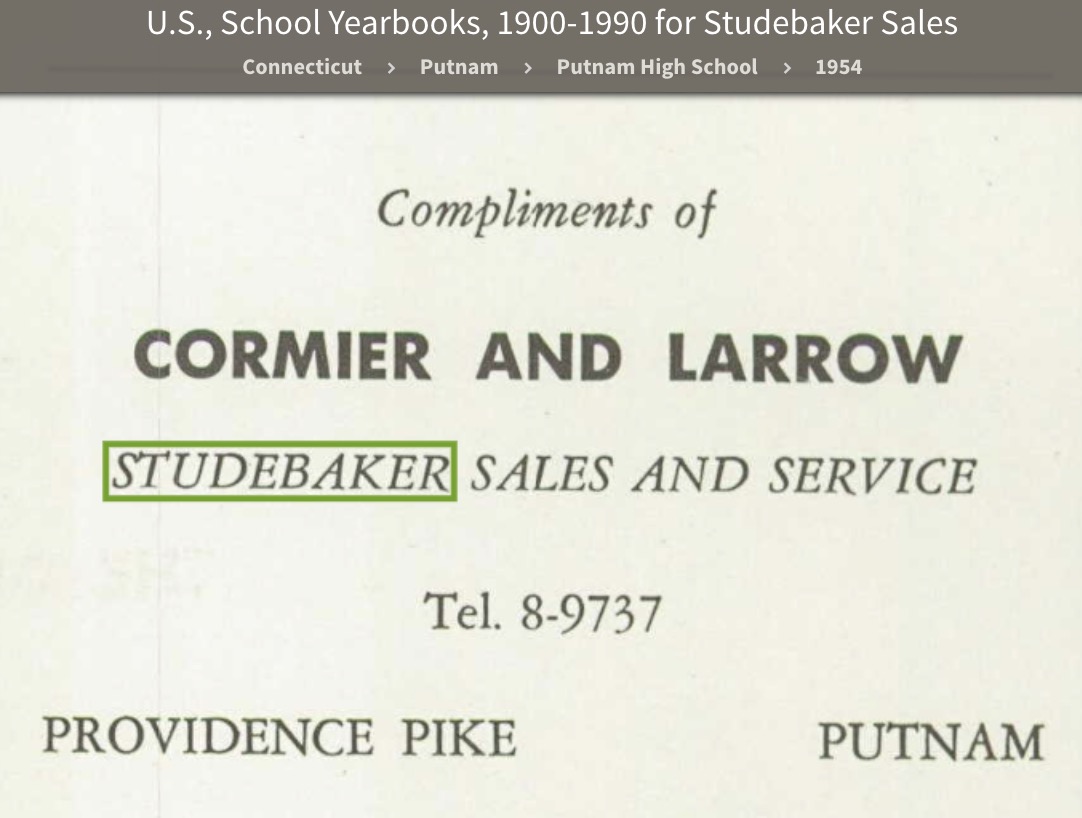 U.S., School Yearbooks, 1900-1990 for Studebaker Sales
Connecticut > Putnam > Putnam High School > 1954
Compliments of
CORMIER AND LARROW
STUDEBAKER SALES AND SERVICE
Tel. 8-9737
PROVIDENCE PIKE PUTNAM